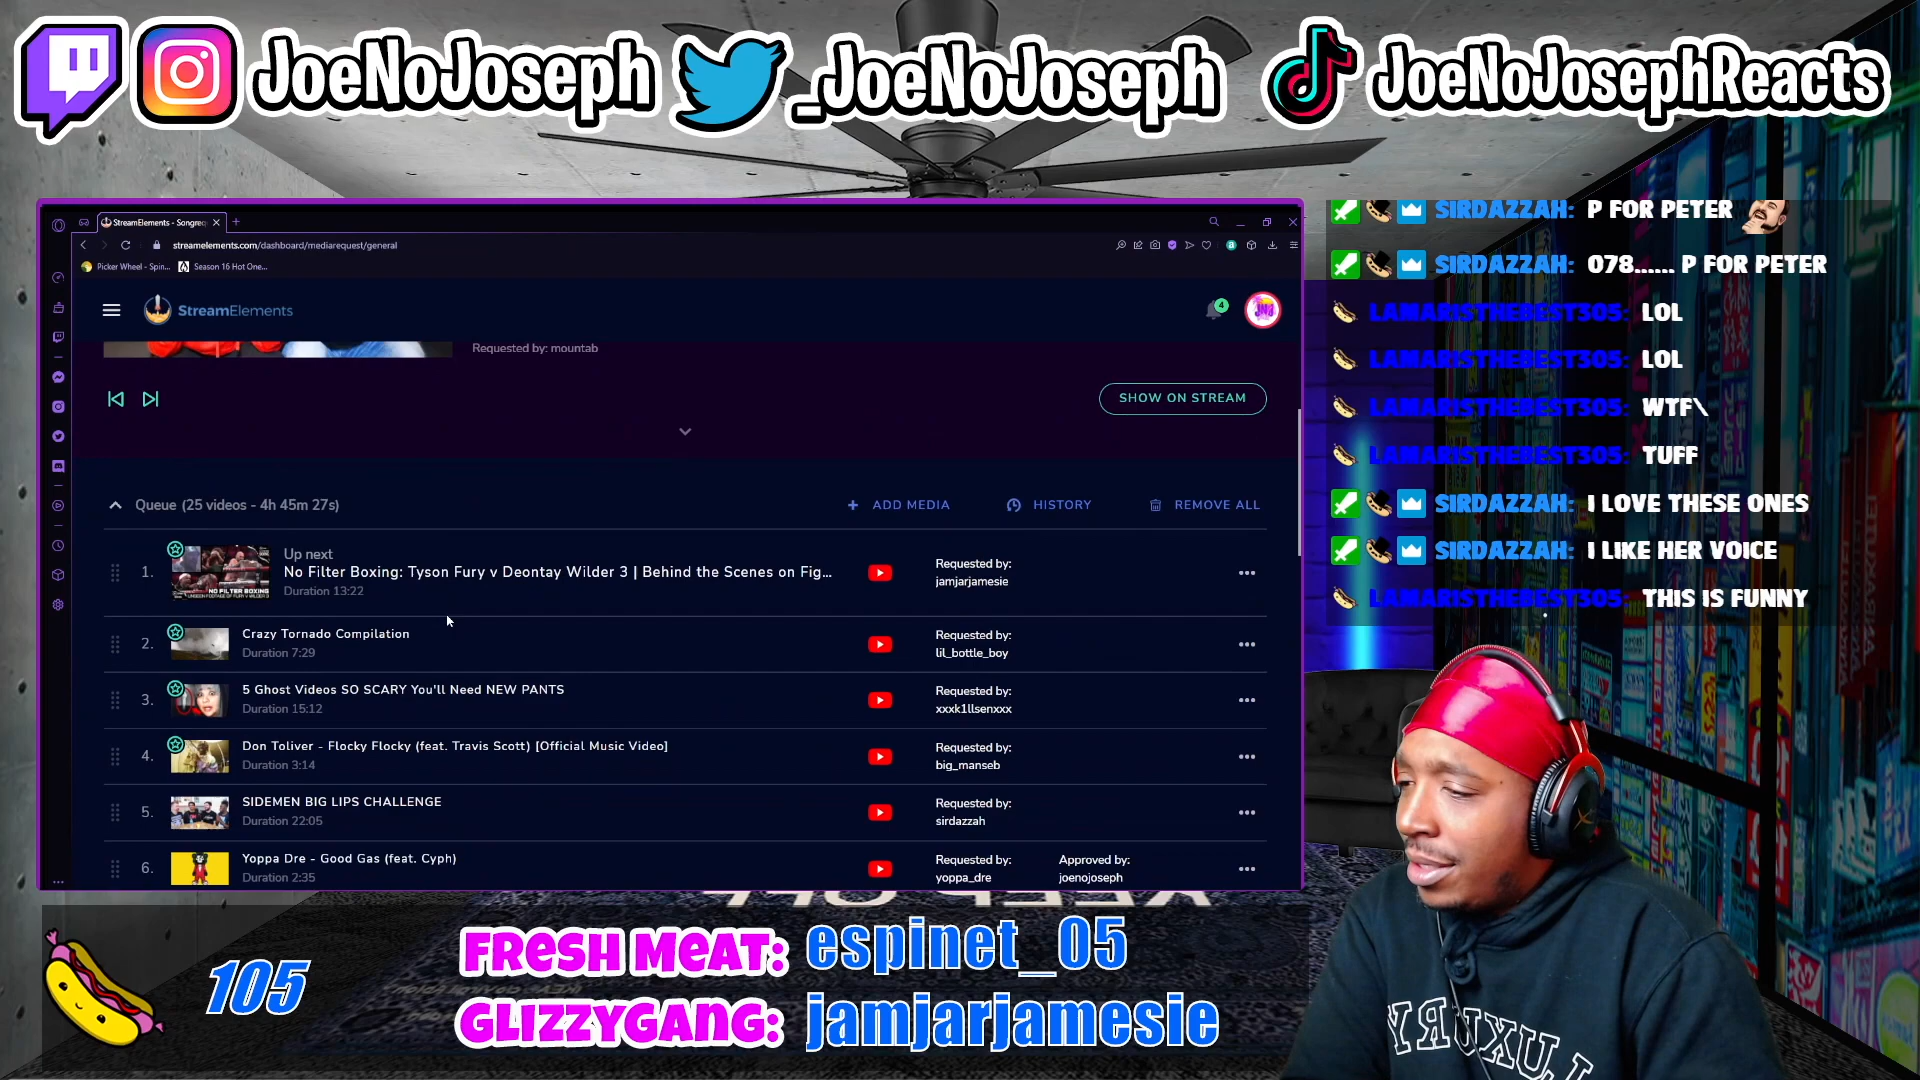 JoeNoJoseph
_JoeNoJoseph
JoeNoJosephReacts
StreamElements - Songreq
streamelements.com/dashboard/mediarequest/general
Picker Wheel - Spin...
Season 16 Hot One...
StreamElements
4
JNJ
Requested by: mountab
SHOW ON STREAM
Queue (25 videos - 4h 45m 27s)
ADD MEDIA
HISTORY
REMOVE ALL
1.
Up next
No Filter Boxing: Tyson Fury v Deontay Wilder 3 | Behind the Scenes on Fig...
Duration 13:22
NO FILTER BOXING
Requested by:
jamjarjamesie
2.
Crazy Tornado Compilation
Duration 7:29
Requested by:
lil_bottle_boy
3.
5 Ghost Videos SO SCARY You'll Need NEW PANTS
Duration 15:12
Requested by:
xxxk1llsenxxx
4.
Don Toliver - Flocky Flocky (feat. Travis Scott) [Official Music Video]
Duration 3:14
Requested by:
big_manseb
5.
SIDEMEN BIG LIPS CHALLENGE
Duration 22:05
Requested by:
sirdazzah
6.
Yoppa Dre - Good Gas (feat. Cyph)
Duration 2:35
Requested by:
yoppa_dre
Approved by:
joenojoseph
SIRDAZZAH: P FOR PETER
SIRDAZZAH: 078...... P FOR PETER
LAMARISTHEBEST305: LOL
LAMARISTHEBEST305: LOL
LAMARISTHEBEST305: WTF\
LAMARISTHEBEST305: TUFF
SIRDAZZAH: I LOVE THESE ONES
SIRDAZZAH: I LIKE HER VOICE
LAMARISTHEBEST305: THIS IS FUNNY
KEEP OFF
105
FRESH MEAT: espinet_05
GLIZZYGANG: jamjarjamesie
LUXURY